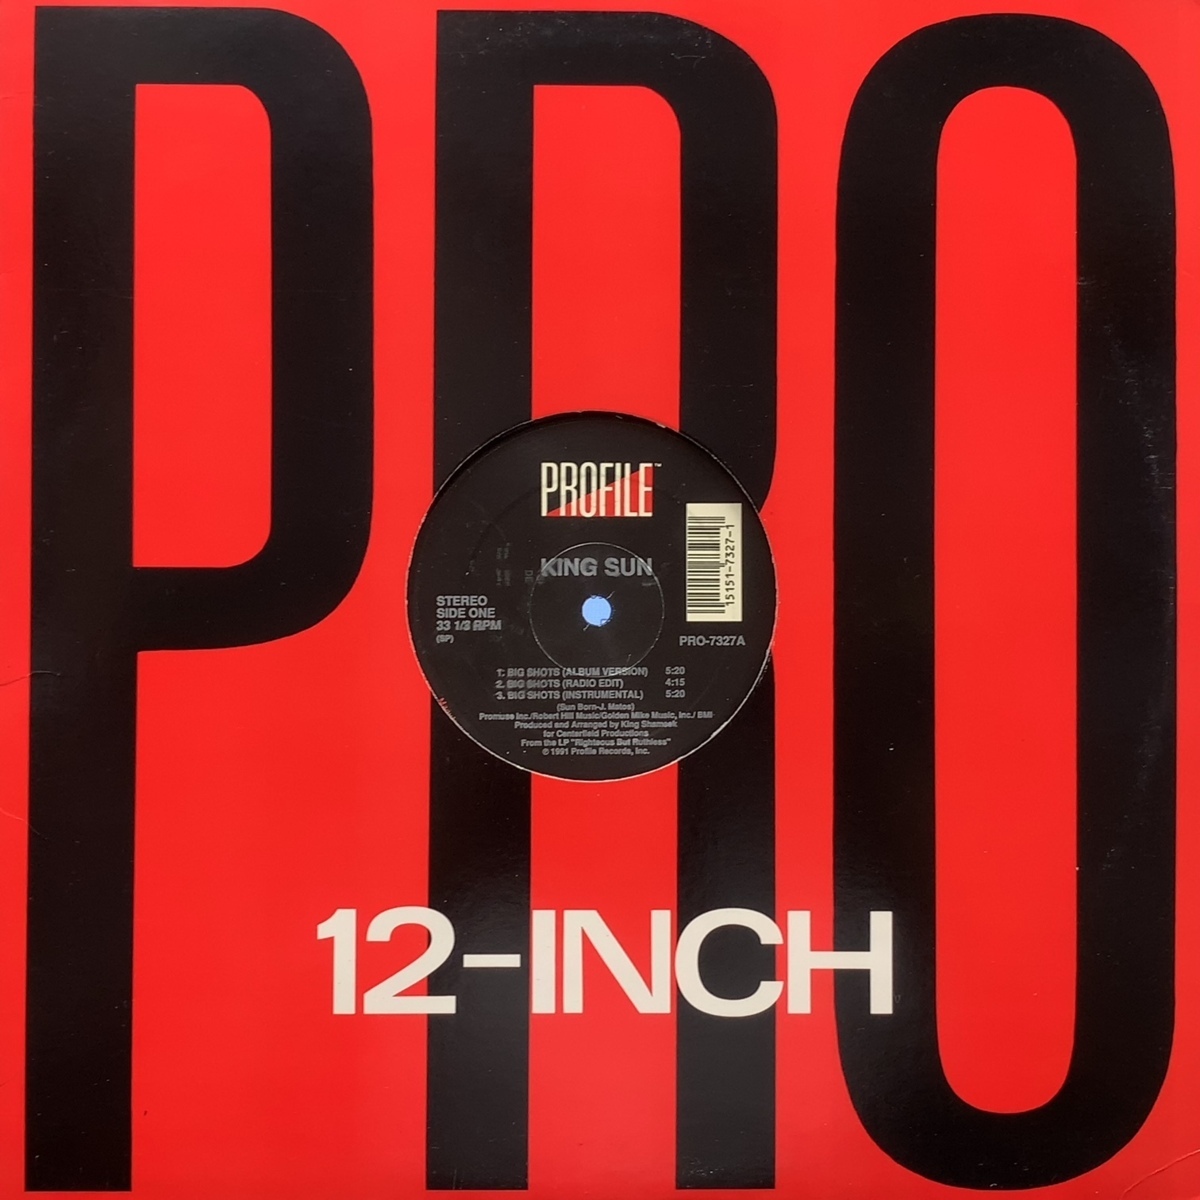 PRO
PROFILE™
KING SUN
STEREO
SIDE ONE
33 1/3 RPM
(SP)
15151-7327-1
PRO-7327A
1. BIG SHOTS (ALBUM VERSION) 5:20
2. BIG SHOTS (RADIO EDIT) 4:15
3. BIG SHOTS (INSTRUMENTAL) 5:20
(Sun Born-J. Matos)
Promuse Inc./Robert Hill Music/Golden Mike Music, Inc./ BMI
Produced and Arranged by King Shameek
for Centerfield Productions
From the LP "Righteous But Ruthless"
© 1991 Profile Records, Inc.
12-INCH